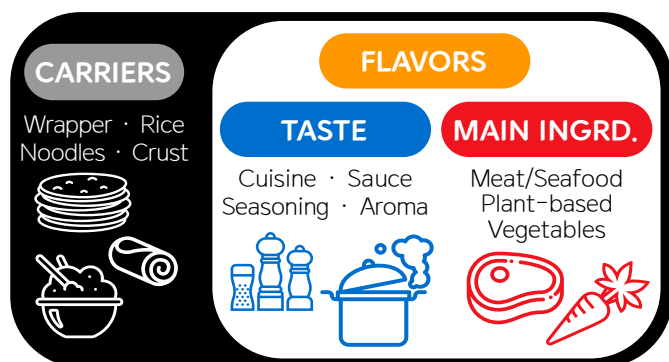 CARRIERS
Wrapper · Rice
Noodles · Crust
FLAVORS
TASTE
Cuisine · Sauce
Seasoning · Aroma
MAIN INGRD.
Meat/Seafood
Plant-based
Vegetables